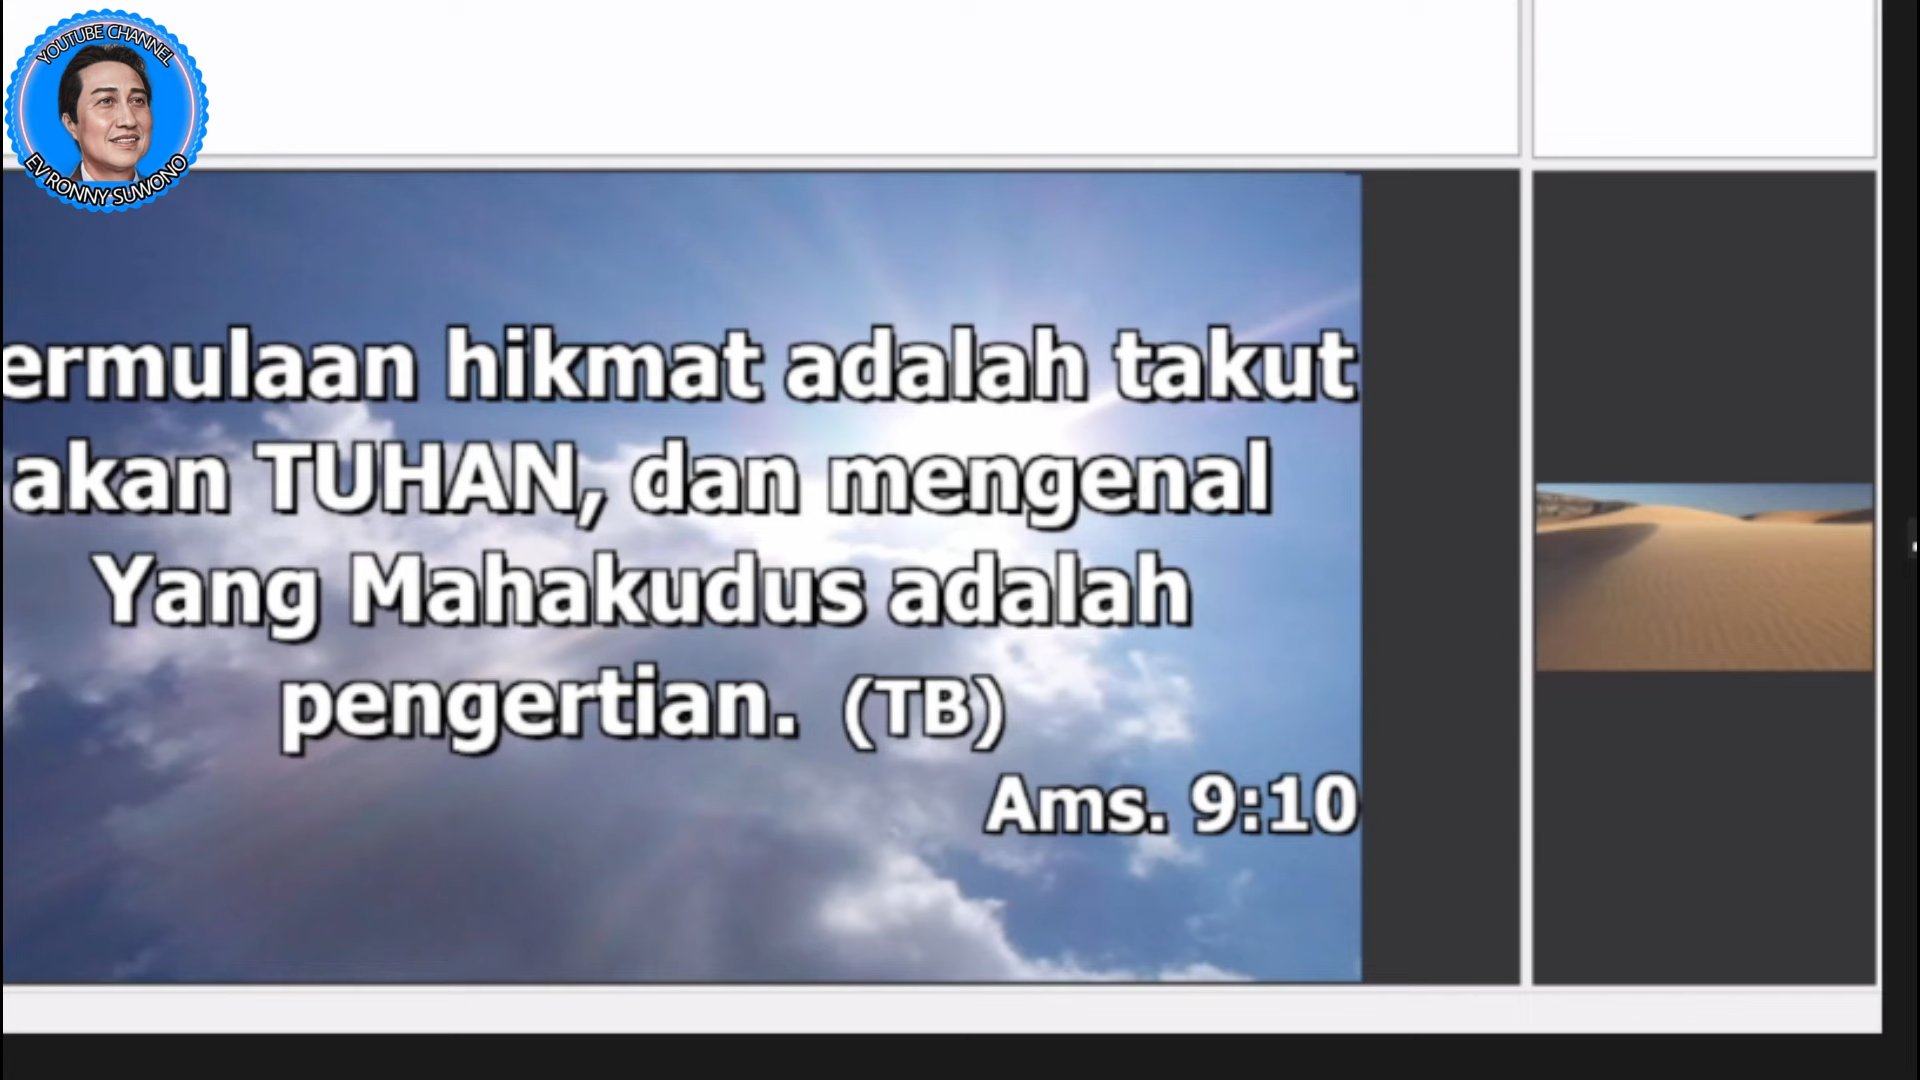 YOUTUBE CHANNEL
EV RONNY SUWONO
ermulaan hikmat adalah takut
akan TUHAN, dan mengenal
Yang Mahakudus adalah
pengertian. (TB)
Ams. 9:10